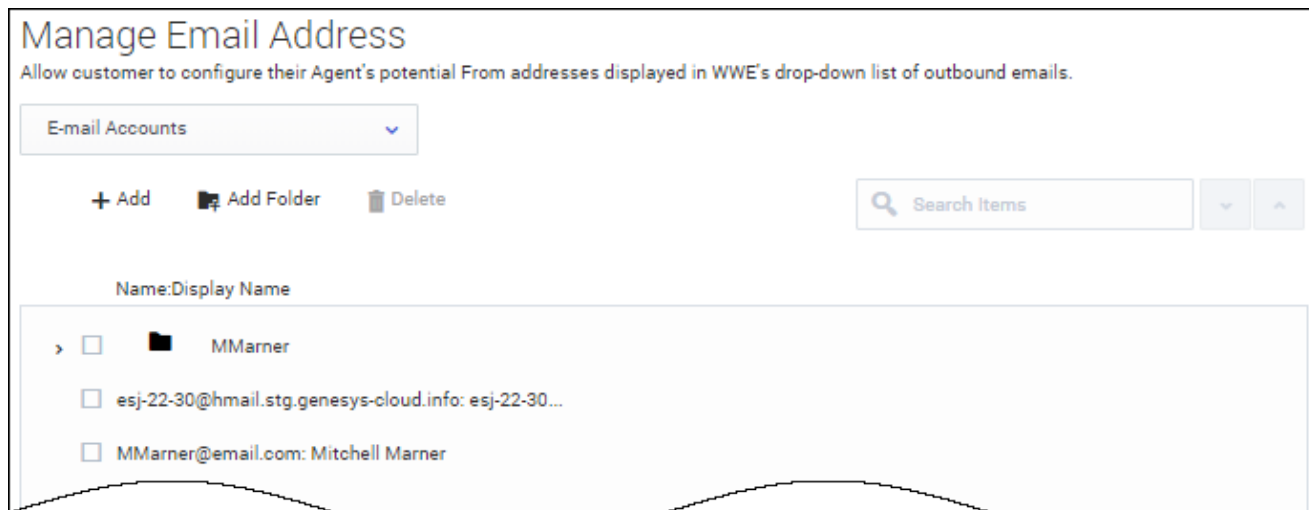 Manage Email Address
Allow customer to configure their Agent's potential From addresses displayed in WWE's drop-down list of outbound emails.
E-mail Accounts
Add Add Folder Delete Search Items
Name:Display Name
MMarner
esj-22-30@hmail.stg.genesys-cloud.info: esj-22-30...
MMarner@email.com: Mitchell Marner